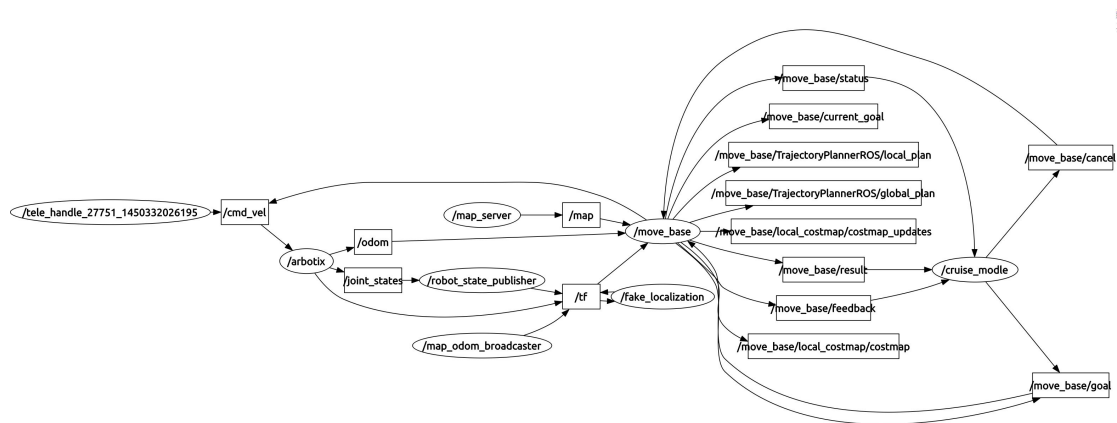 /move_base/status
/move_base/current_goal
/move_base/TrajectoryPlannerROS/local_plan
/move_base/cancel
/move_base/TrajectoryPlannerROS/global_plan
/tele_handle_27751_1450332026195
/cmd_vel
/map_server
/map
/move_base
/move_base/local_costmap/costmap_updates
/odom
/arbotix
/move_base/result
/cruise_modle
/joint_states
/robot_state_publisher
/tf
/fake_localization
/move_base/feedback
/map_odom_broadcaster
/move_base/local_costmap/costmap
/move_base/goal